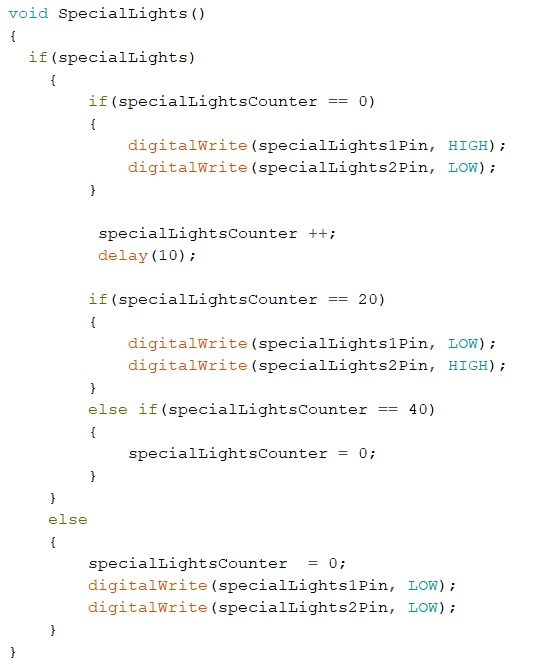 void SpecialLights()
{
  if(specialLights)
    {
        if(specialLightsCounter == 0)
        {
            digitalWrite(specialLights1Pin, HIGH);
            digitalWrite(specialLights2Pin, LOW);
        }

         specialLightsCounter ++;
         delay(10);

        if(specialLightsCounter == 20)
        {
            digitalWrite(specialLights1Pin, LOW);
            digitalWrite(specialLights2Pin, HIGH);
        }
        else if(specialLightsCounter == 40)
        {
            specialLightsCounter = 0;
        }
    }
    else
    {
        specialLightsCounter  = 0;
        digitalWrite(specialLights1Pin, LOW);
        digitalWrite(specialLights2Pin, LOW);
    }
}